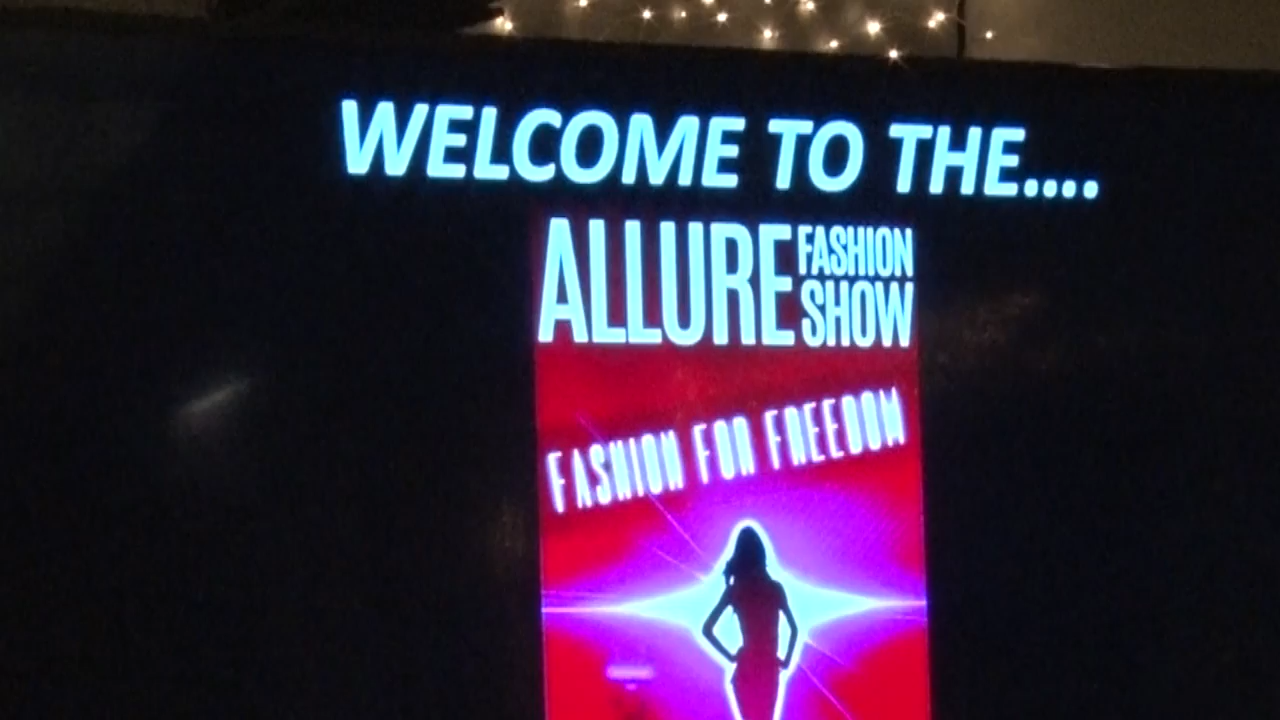 WELCOME TO THE....
ALLURE FASHION SHOW
FASHION FOR FREEDOM